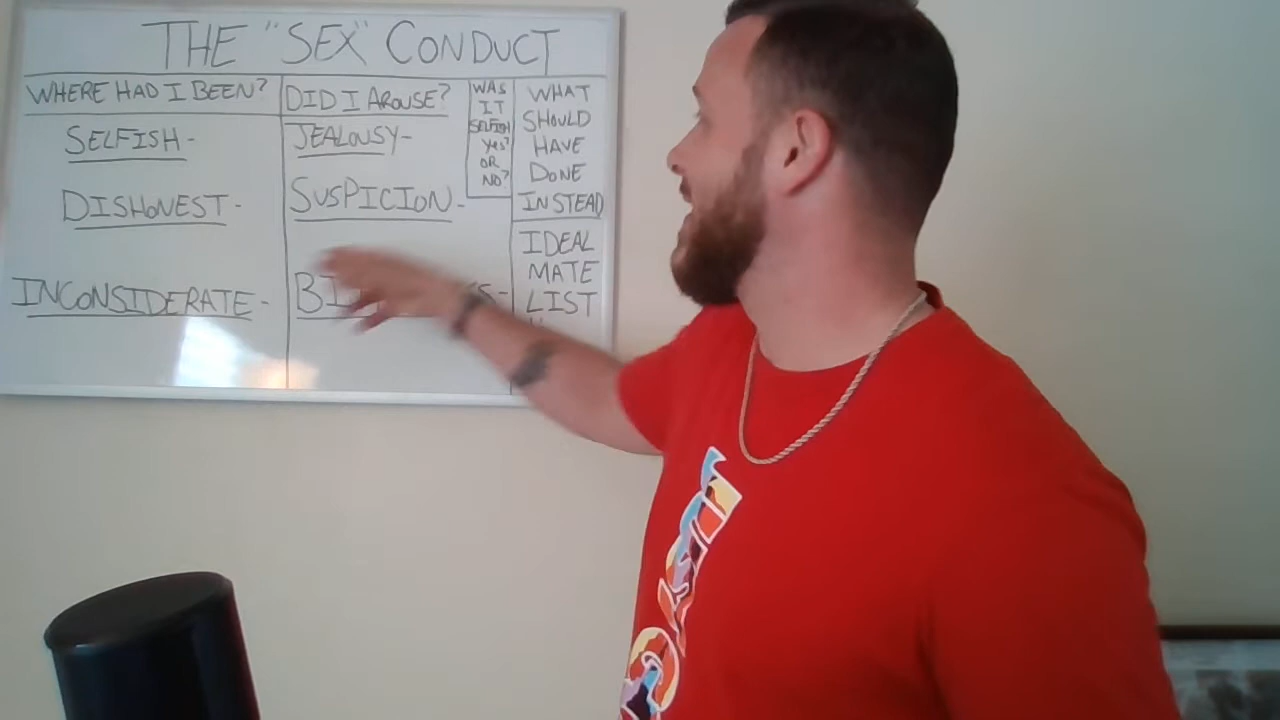 THE "SEX" CONDUCT
WHERE HAD I BEEN?
SELFISH-
DISHONEST-
INCONSIDERATE-
DID I AROUSE?
JEALOUSY-
SUSPICION-
WAS
IT
SELFISH
Yes?
OR
NO?
WHAT
SHOULD
HAVE
DONE
INSTEAD
IDEAL
MATE
LIST